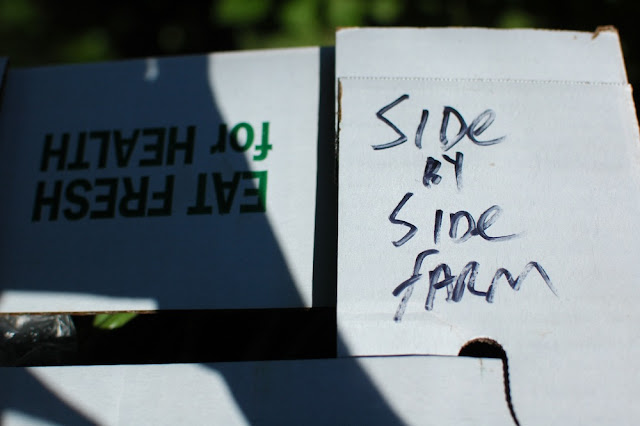 EAT FRESH
for HEALTH
SIDe
BY
SIDe
fARM